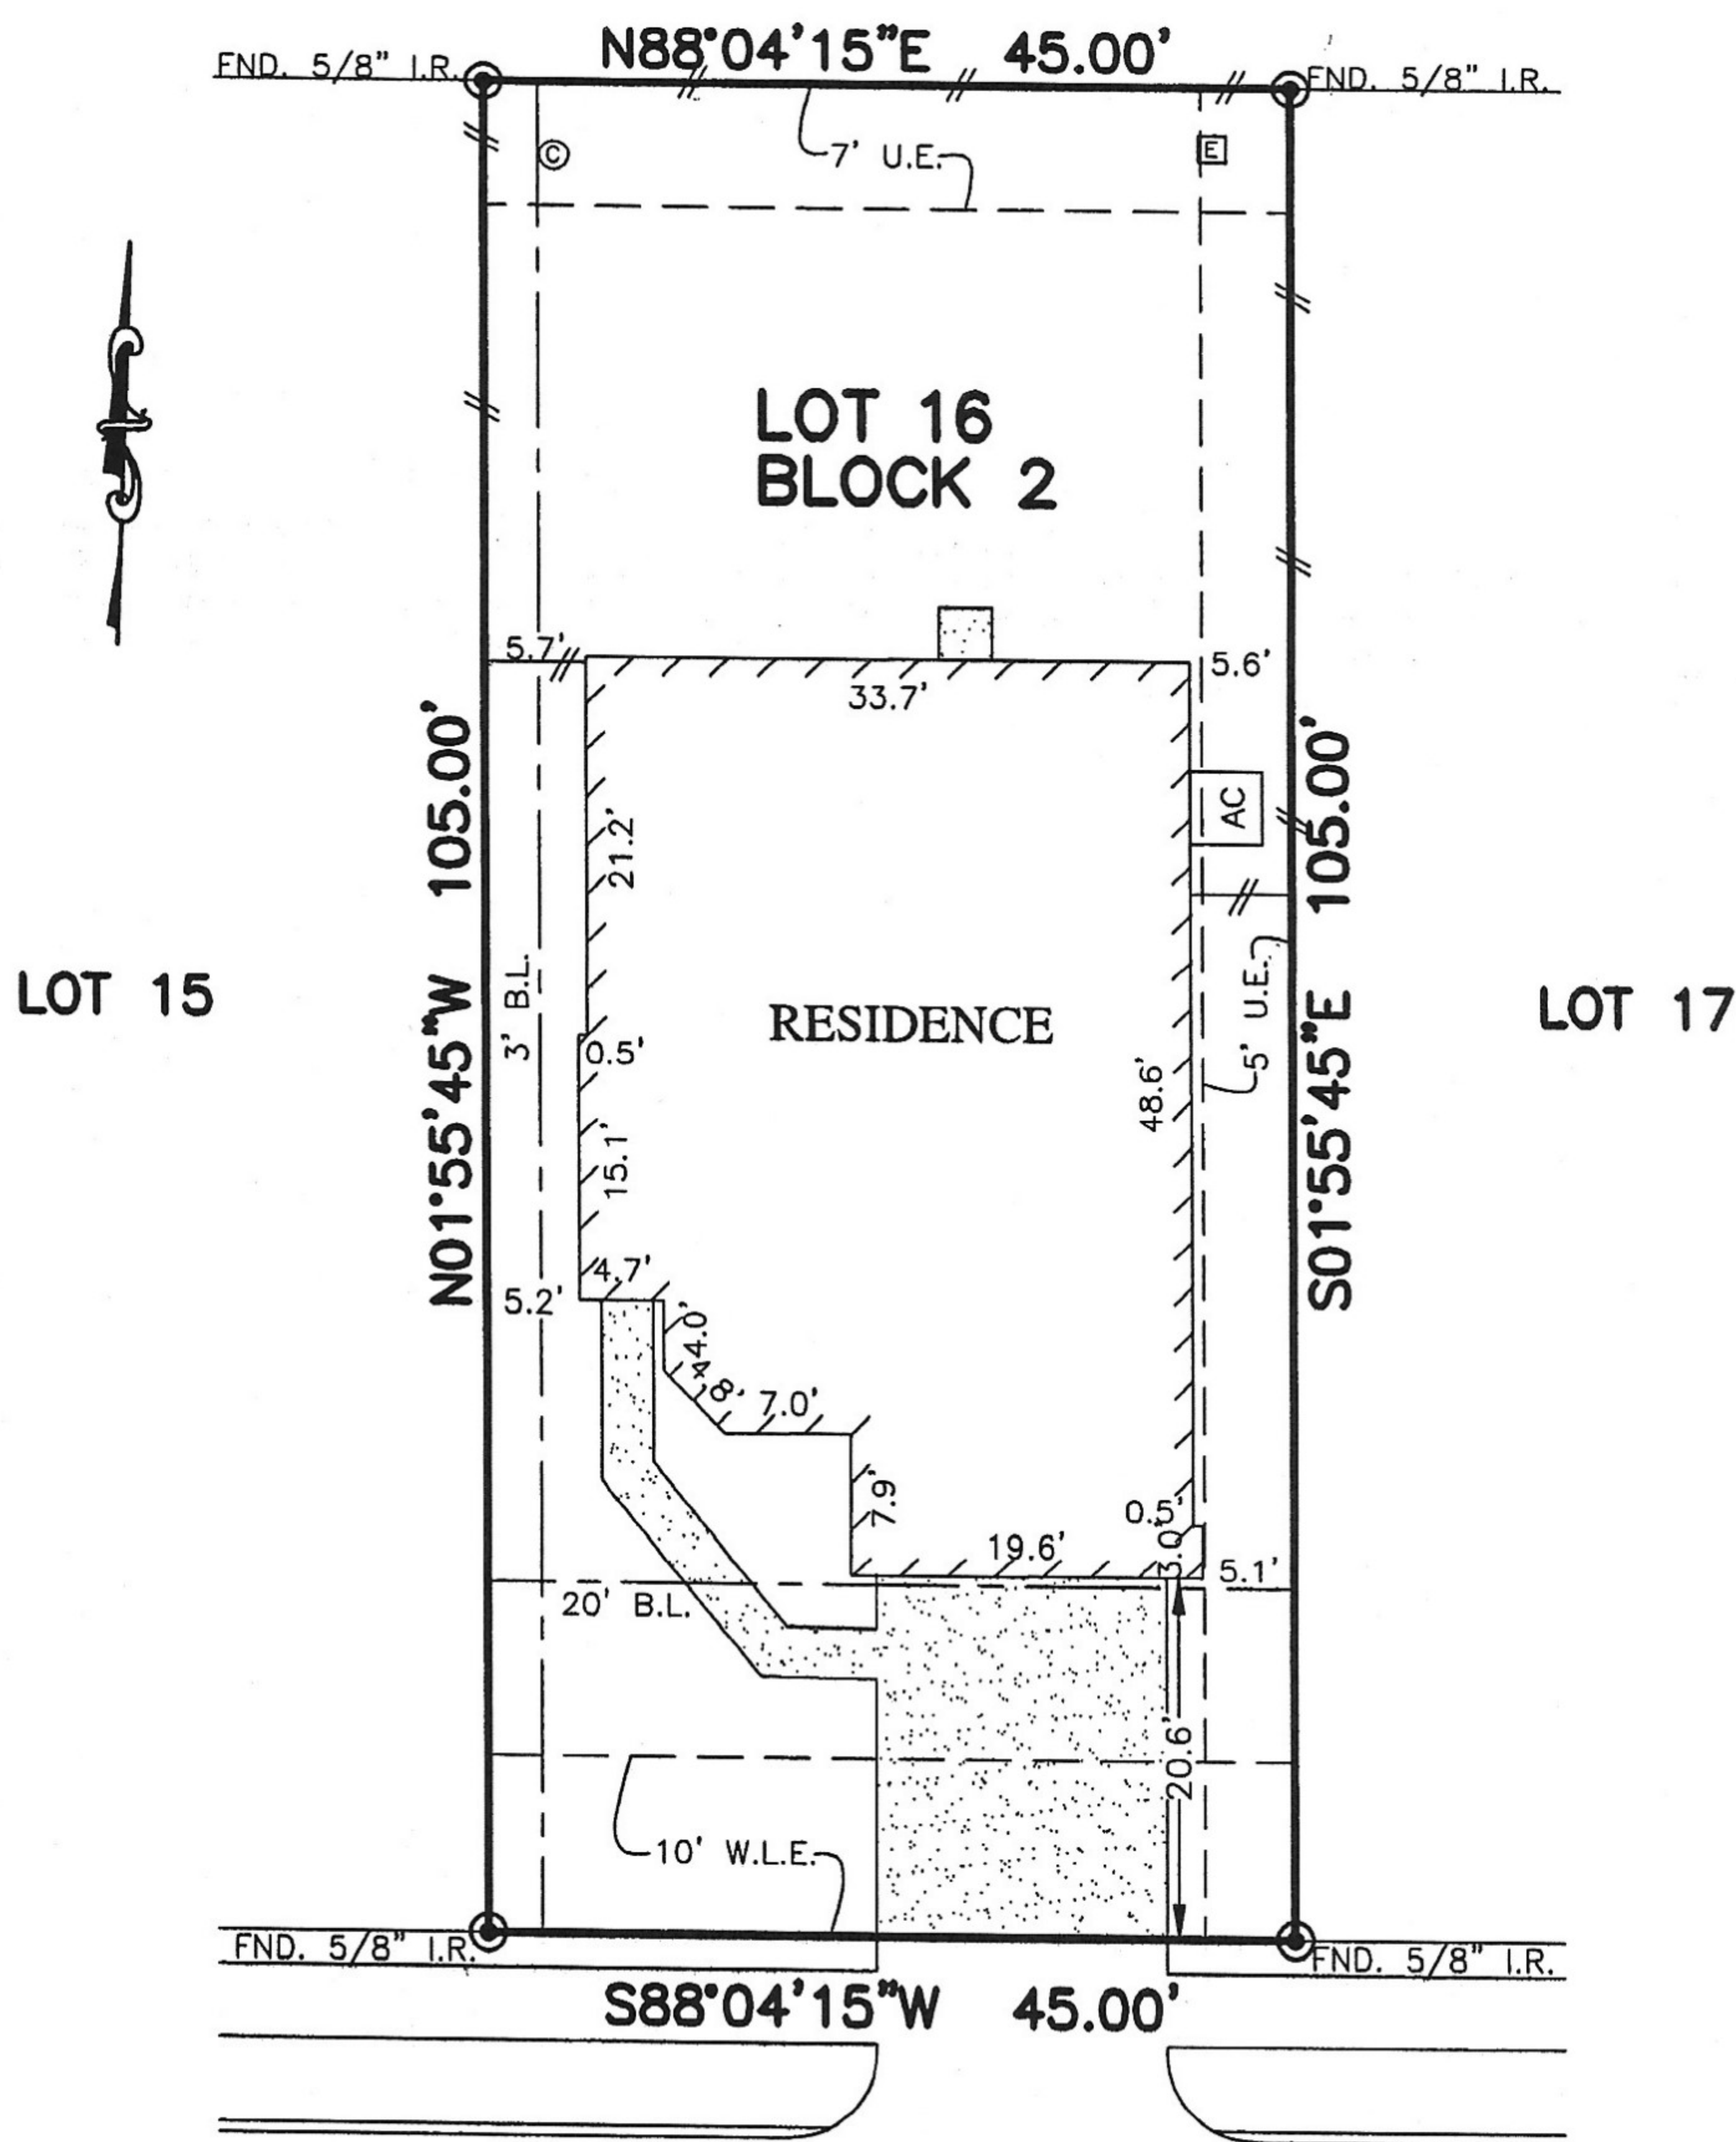 N88°04'15"E 45.00'
FND. 5/8" I.R.
FND. 5/8" I.R.
C
7' U.E.
E
LOT 16
BLOCK 2
5.7'
5.6'
33.7'
N01°55'45"W 105.00'
S01°55'45"E 105.00'
21.2'
AC
LOT 15
3' B.L.
RESIDENCE
5' U.E.
LOT 17
0.5'
48.6'
15.1'
4.7'
5.2'
4.0'
4.8'
7.0'
7.9'
0.5'
19.6'
3.0'
5.1'
20' B.L.
20.6'
10' W.L.E.
FND. 5/8" I.R.
FND. 5/8" I.R.
S88°04'15"W 45.00'